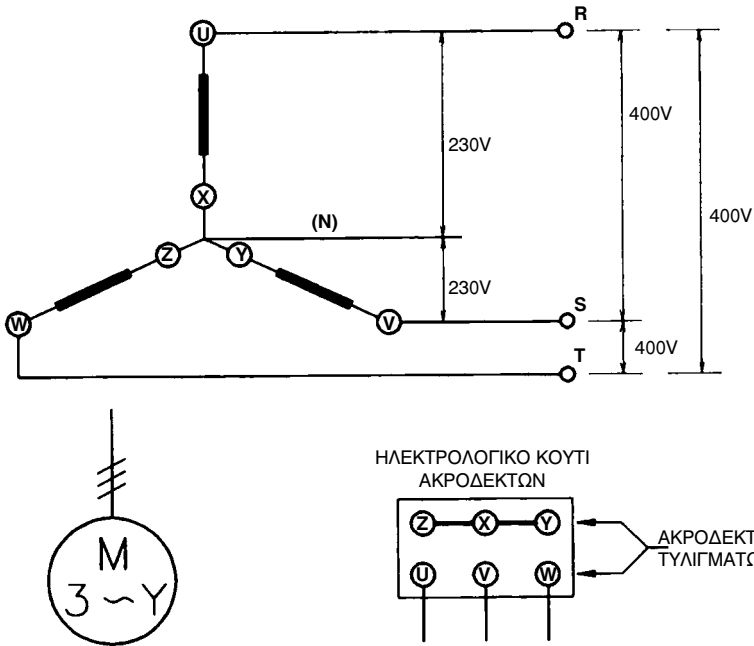 U
R
230V
400V
X
(N)
400V
Z
Y
230V
S
W
V
T
400V
ΗΛΕΚΤΡΟΛΟΓΙΚΟ ΚΟΥΤΙ
ΑΚΡΟΔΕΚΤΩΝ
M
3 ~ Y
Z X Y
U V W